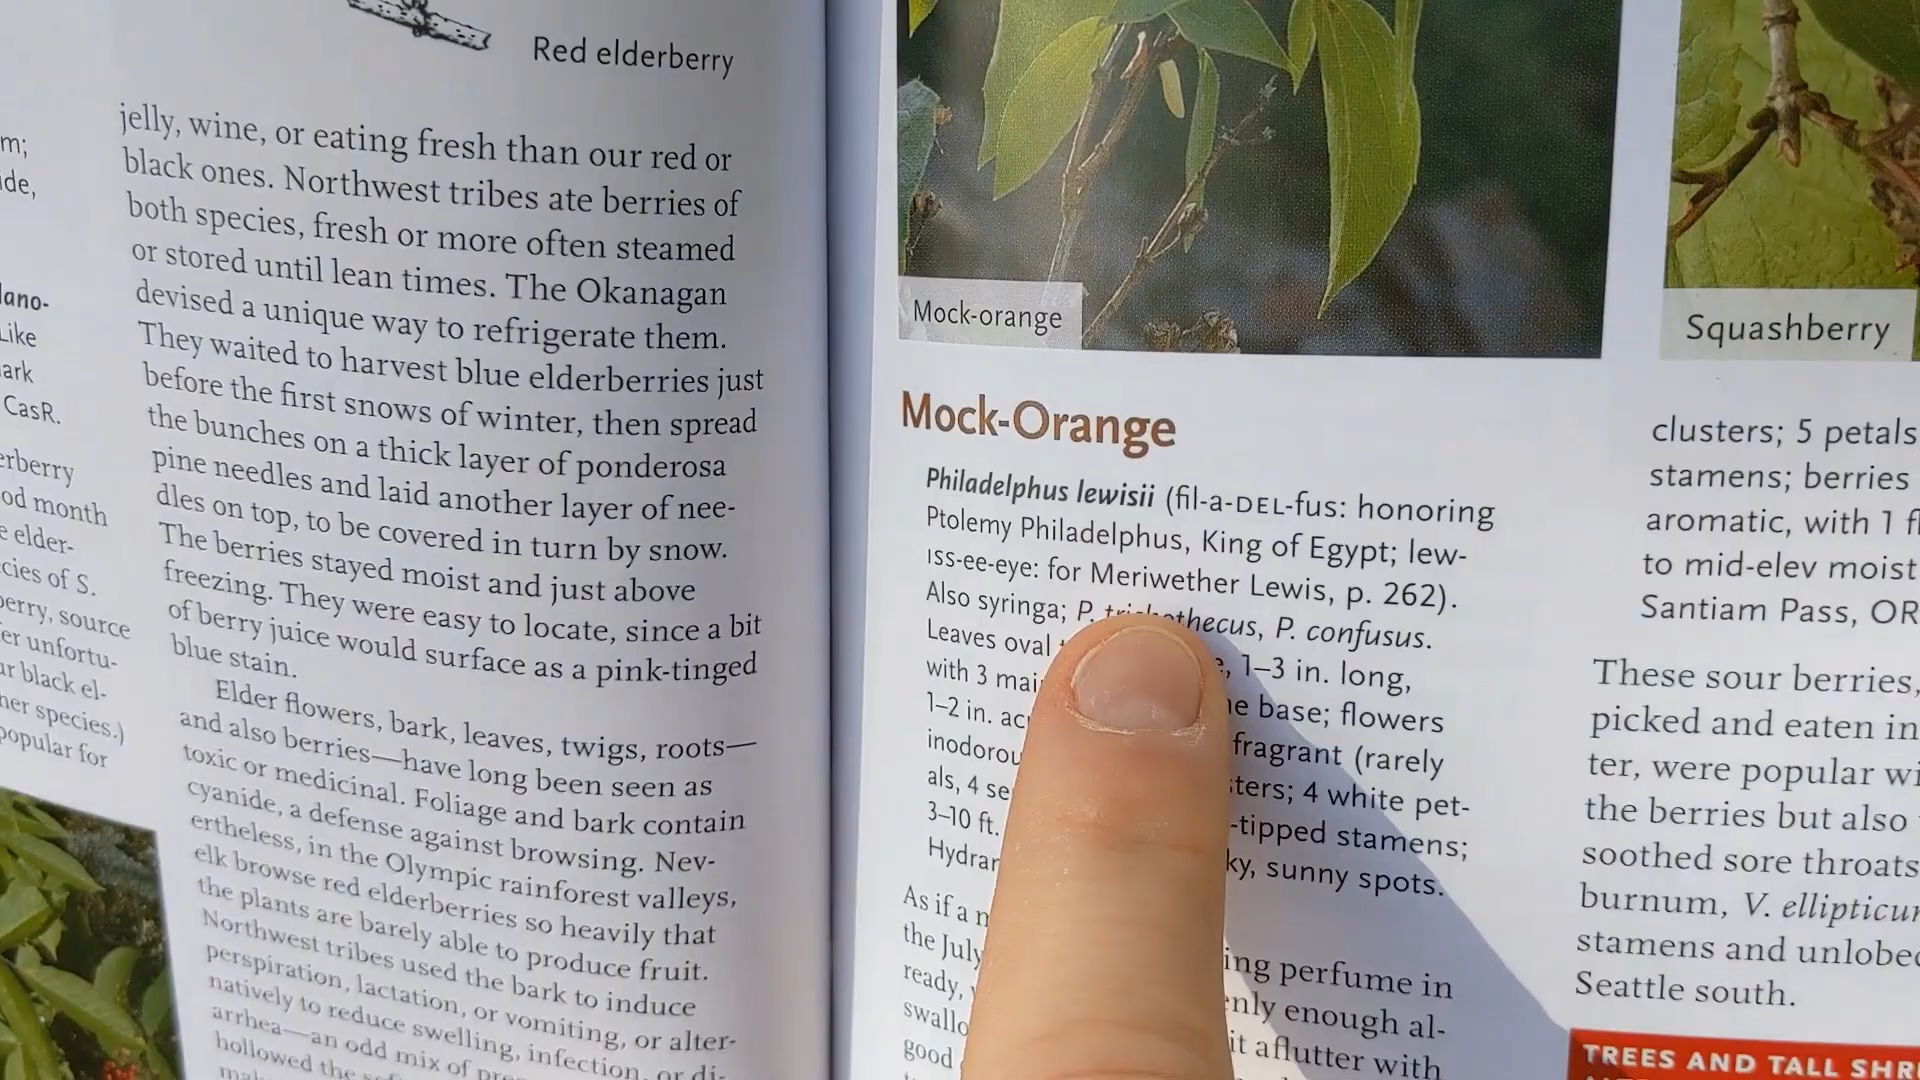 Red elderberry
jelly, wine, or eating fresh than our red or
black ones. Northwest tribes ate berries of
both species, fresh or more often steamed
or stored until lean times. The Okanagan
devised a unique way to refrigerate them.
They waited to harvest blue elderberries just
before the first snows of winter, then spread
the bunches on a thick layer of ponderosa
pine needles and laid another layer of nee-
dles on top, to be covered in turn by snow.
The berries stayed moist and just above
freezing. They were easy to locate, since a bit
of berry juice would surface as a pink-tinged
blue stain.
Elder flowers, bark, leaves, twigs, roots—
and also berries—have long been seen as
toxic or medicinal. Foliage and bark contain
cyanide, a defense against browsing. Nev-
ertheless, in the Olympic rainforest valleys,
elk browse red elderberries so heavily that
the plants are barely able to produce fruit.
Northwest tribes used the bark to induce
perspiration, lactation, or vomiting, or alter-
natively to reduce swelling, infection, or di-
arrhea—an odd mix of
hollowed the
m;
ide,
Like
ark
CasR.
erberry
od month
e elder-
cies of S.
berry, source
er unfortu-
ur black el-
her species.)
popular for
Mock-orange
Mock-Orange
Philadelphus lewisii (fil-a-DEL-fus: honoring
Ptolemy Philadelphus, King of Egypt; lew-
ISS-ee-eye: for Meriwether Lewis, p. 262).
Also syringa; P. thecus, P. confusus.
Leaves oval 1–3 in. long,
with 3 base; flowers
1–2 in. fragrant (rarely
inodorou 4 white pet-
als, 4 se -tipped stamens;
3–10 ft. ky, sunny spots.
Hydran
As if a ing perfume in
the July enly enough al-
ready, it aflutter with
swallo
good
Squashberry
clusters; 5 petals
stamens; berries
aromatic, with 1 fl
to mid-elev moist
Santiam Pass, OR
These sour berries,
picked and eaten in
ter, were popular wi
the berries but also
soothed sore throats
burnum, V. ellipticum
stamens and unlobed
Seattle south.
TREES AND TALL SHR